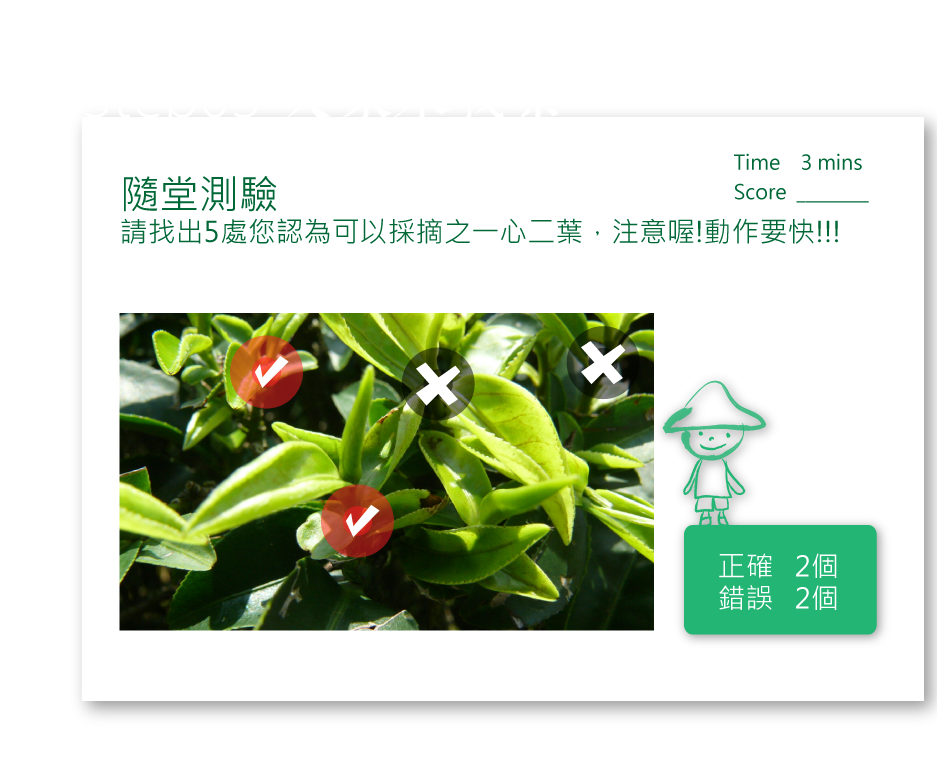 隨堂測驗
Time 3 mins
Score ______
請找出5處您認為可以採摘之一心二葉，注意喔!動作要快!!!
正確 2個
錯誤 2個